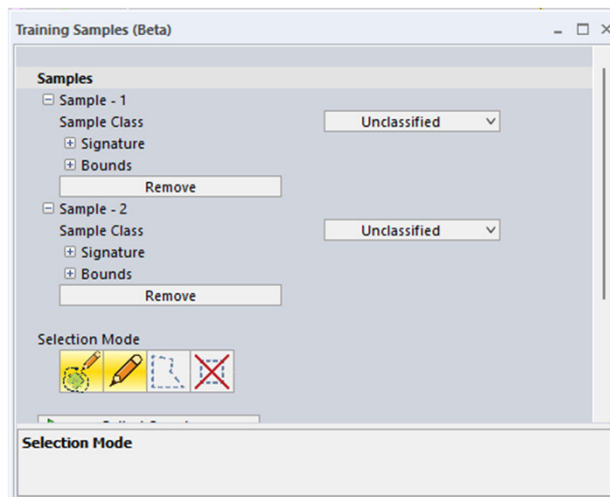 Training Samples (Beta)
Samples
Sample - 1
Sample Class Unclassified
Signature
Bounds
Remove
Sample - 2
Sample Class Unclassified
Signature
Bounds
Remove
Selection Mode
Selection Mode